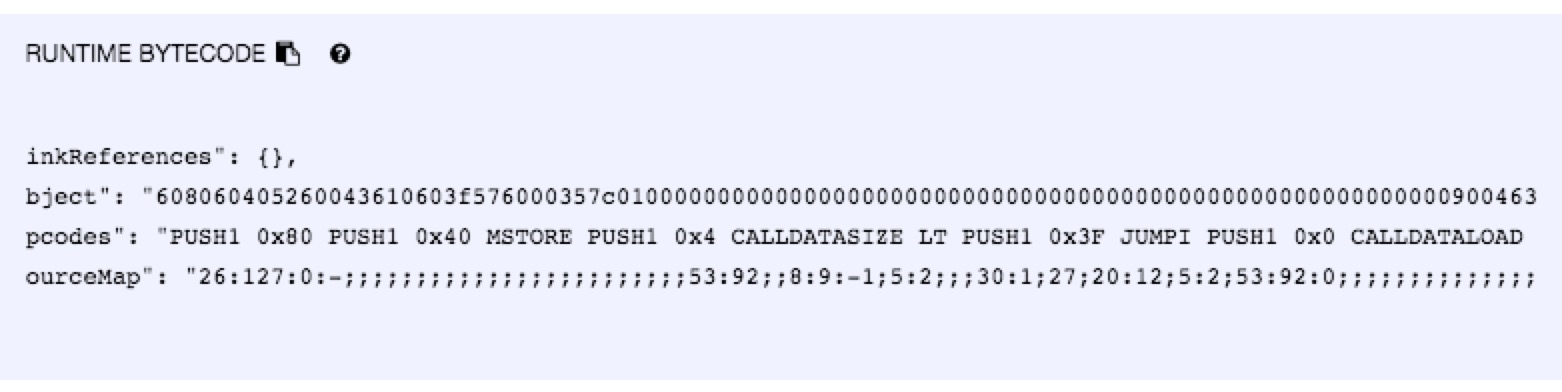 RUNTIME BYTECODE
inkReferences": {},
bject": "608060405260043610603f576000357c0100000000000000000000000000000000000000000000000000000000900463
pcodes": "PUSH1 0x80 PUSH1 0x40 MSTORE PUSH1 0x4 CALLDATASIZE LT PUSH1 0x3F JUMPI PUSH1 0x0 CALLDATALOAD
ourceMap": "26:127:0:-;;;;;;;;;;;;;;;;;;;;;;;;53:92;;8:9:-1;5:2;;;30:1;27;20:12;5:2;53:92:0;;;;;;;;;;;;;;